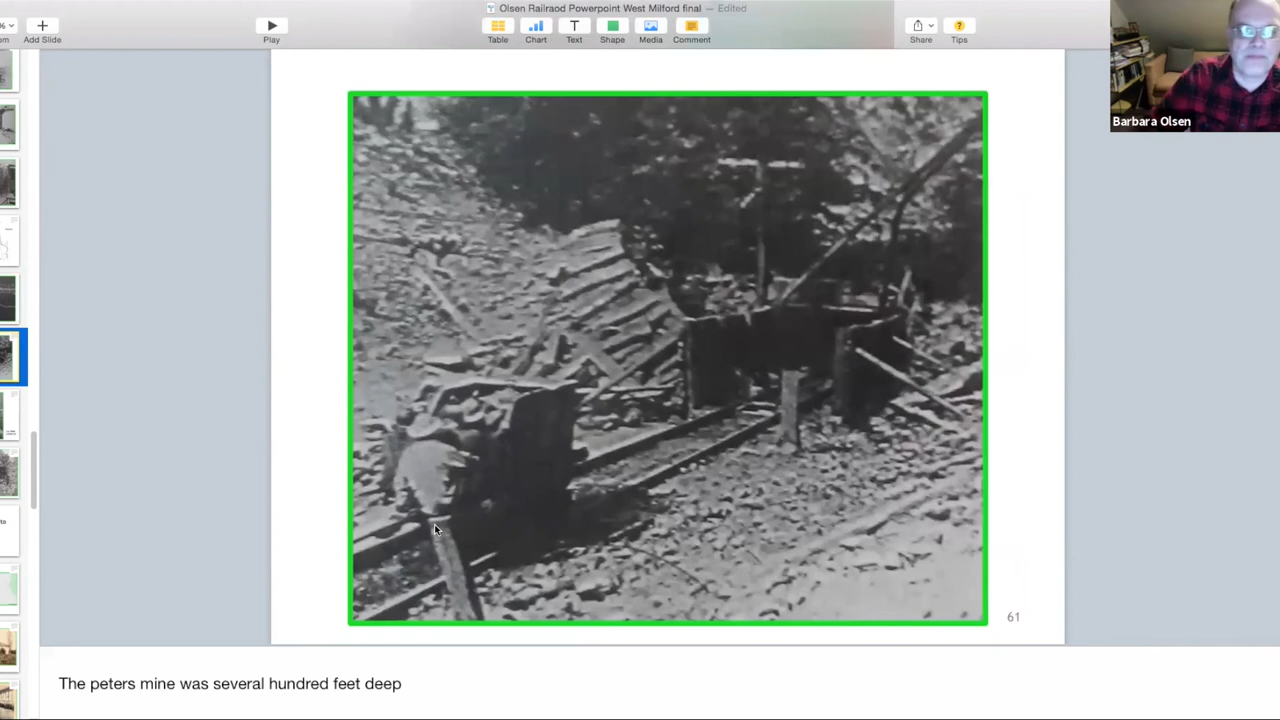 Olsen Railraod Powerpoint West Milford final — Edited
Add Slide
Play
Table
Chart
Text
Shape
Media
Comment
Share
Tips
Barbara Olsen
61
The peters mine was several hundred feet deep